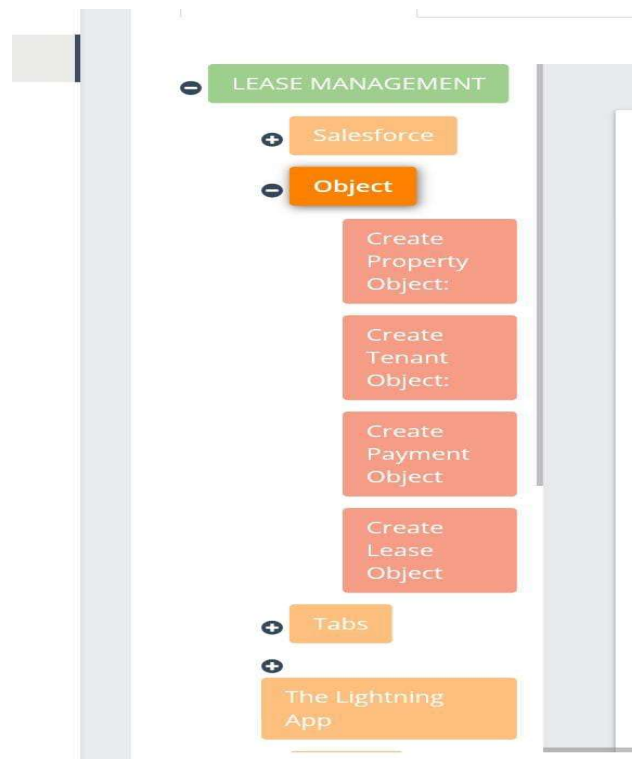 LEASE MANAGEMENT
Salesforce
Object
Create
Property
Object:
Create
Tenant
Object:
Create
Payment
Object
Create
Lease
Object
Tabs
The Lightning
App